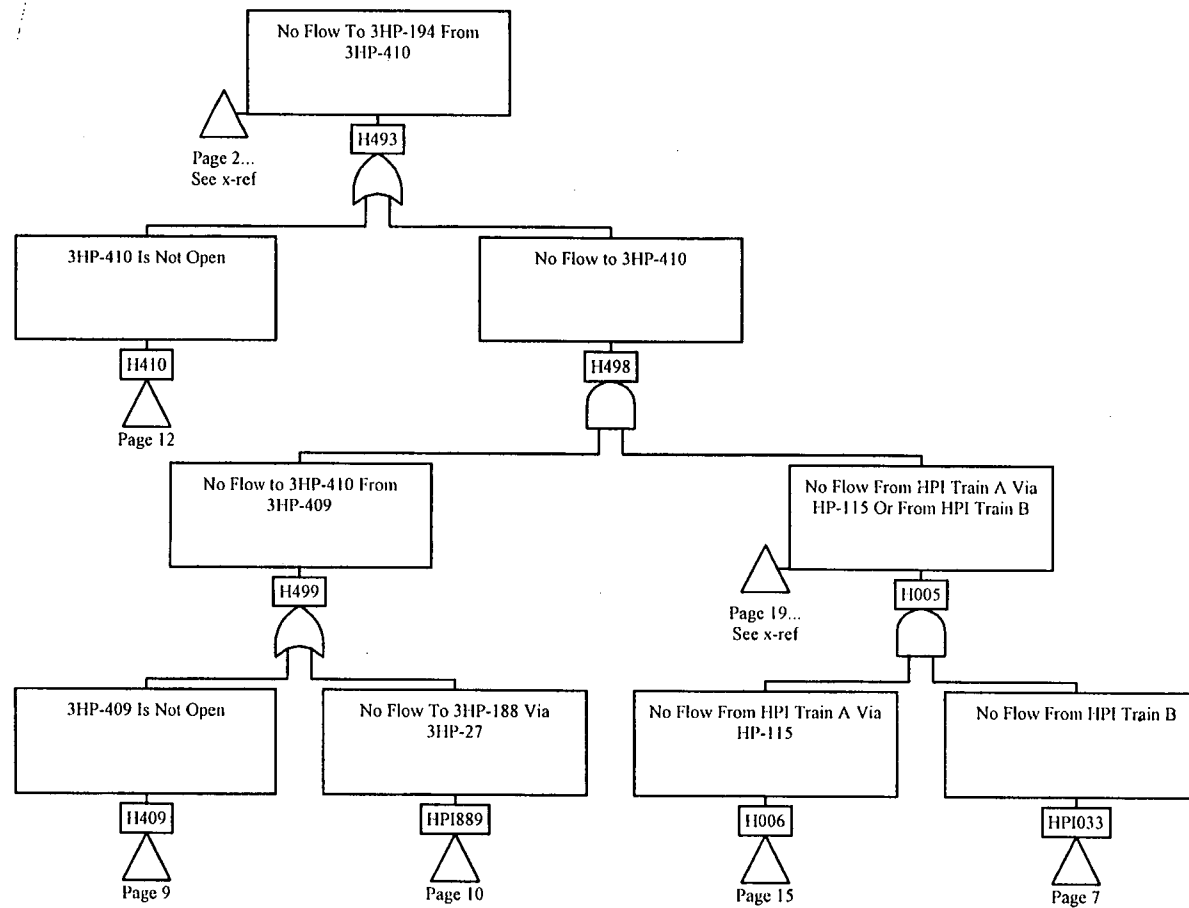 No Flow To 3HP-194 From
3HP-410
H493
Page 2...
See x-ref
3HP-410 Is Not Open
H410
Page 12
No Flow to 3HP-410
H498
No Flow to 3HP-410 From
3HP-409
H499
No Flow From HPI Train A Via
HP-115 Or From HPI Train B
Page 19...
See x-ref
H005
3HP-409 Is Not Open
H409
Page 9
No Flow To 3HP-188 Via
3HP-27
HPI889
Page 10
No Flow From HPI Train A Via
HP-115
H006
Page 15
No Flow From HPI Train B
HPI033
Page 7